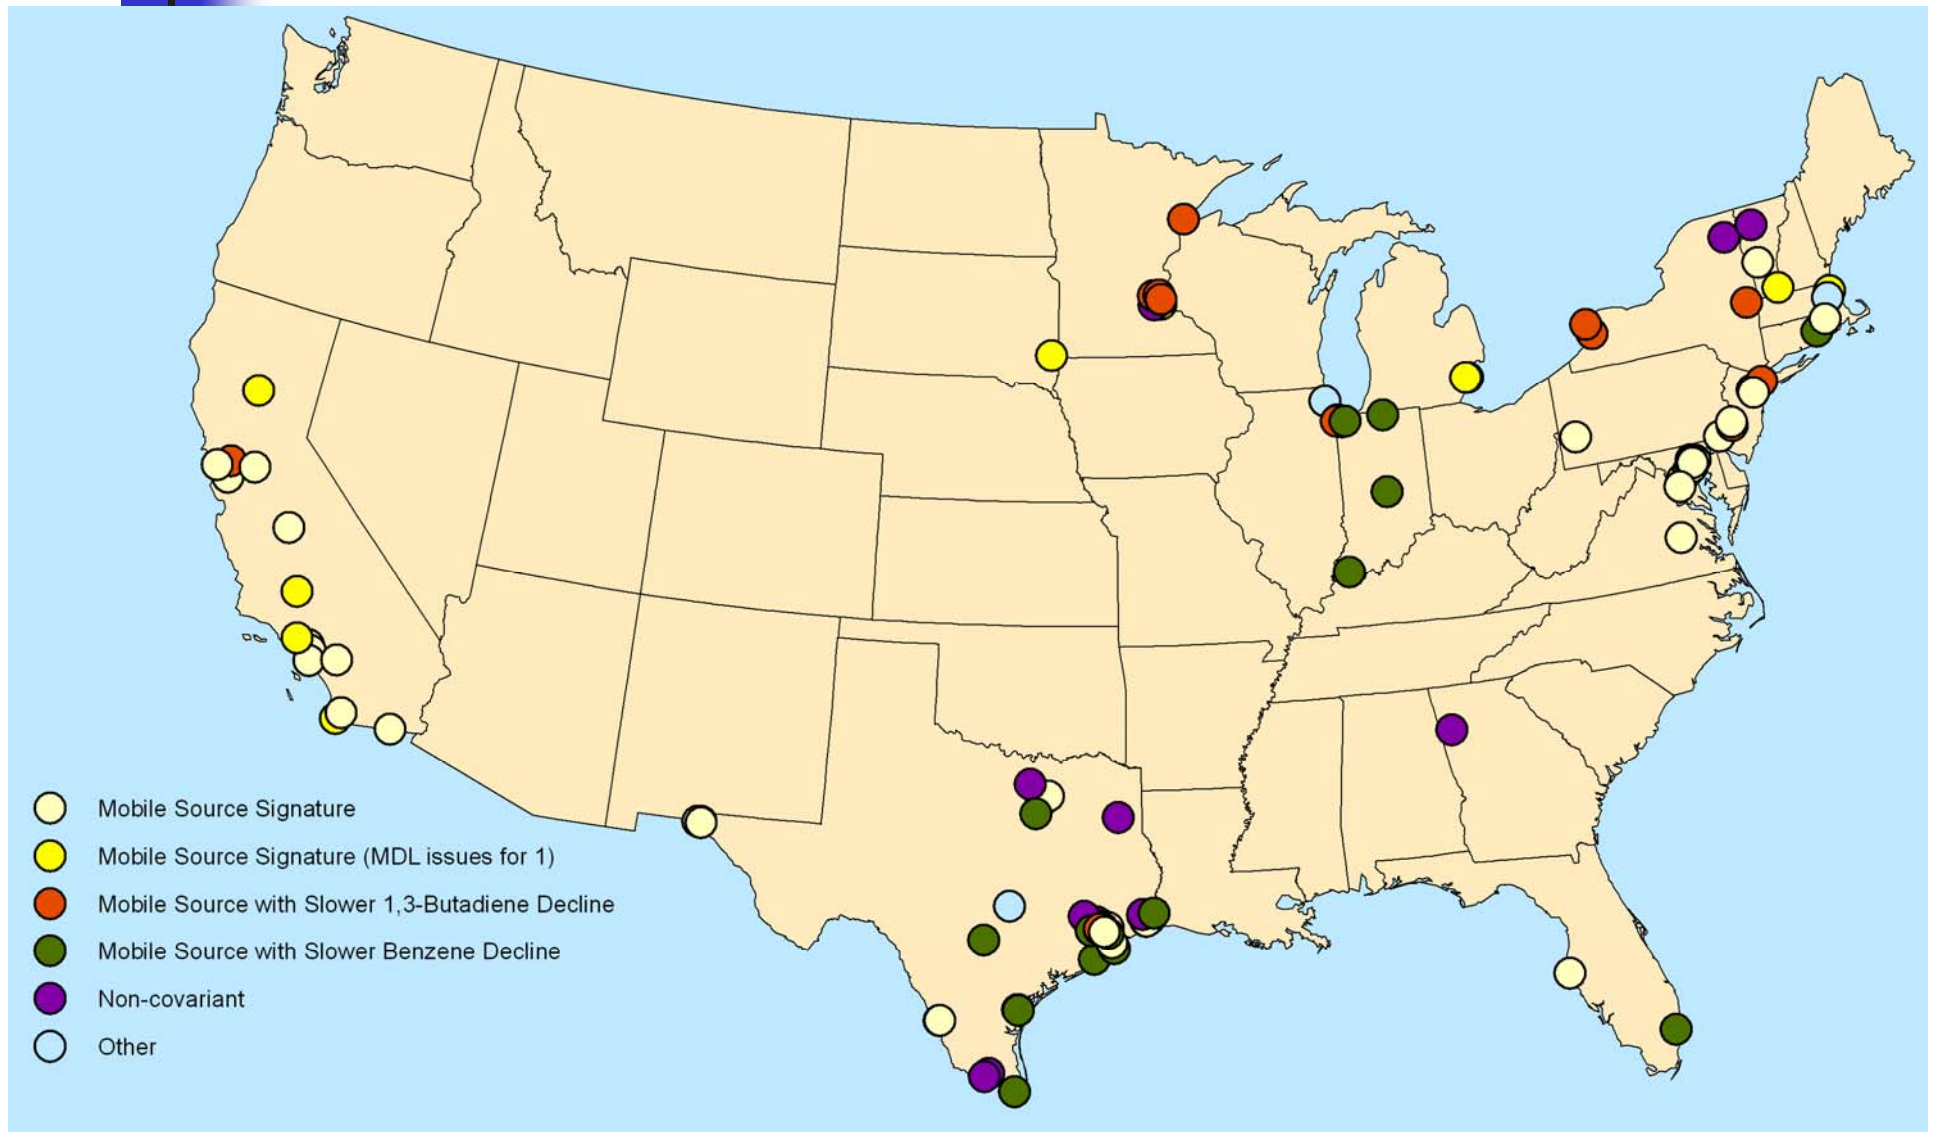 Mobile Source Signature
Mobile Source Signature (MDL issues for 1)
Mobile Source with Slower 1,3-Butadiene Decline
Mobile Source with Slower Benzene Decline
Non-covariant
Other